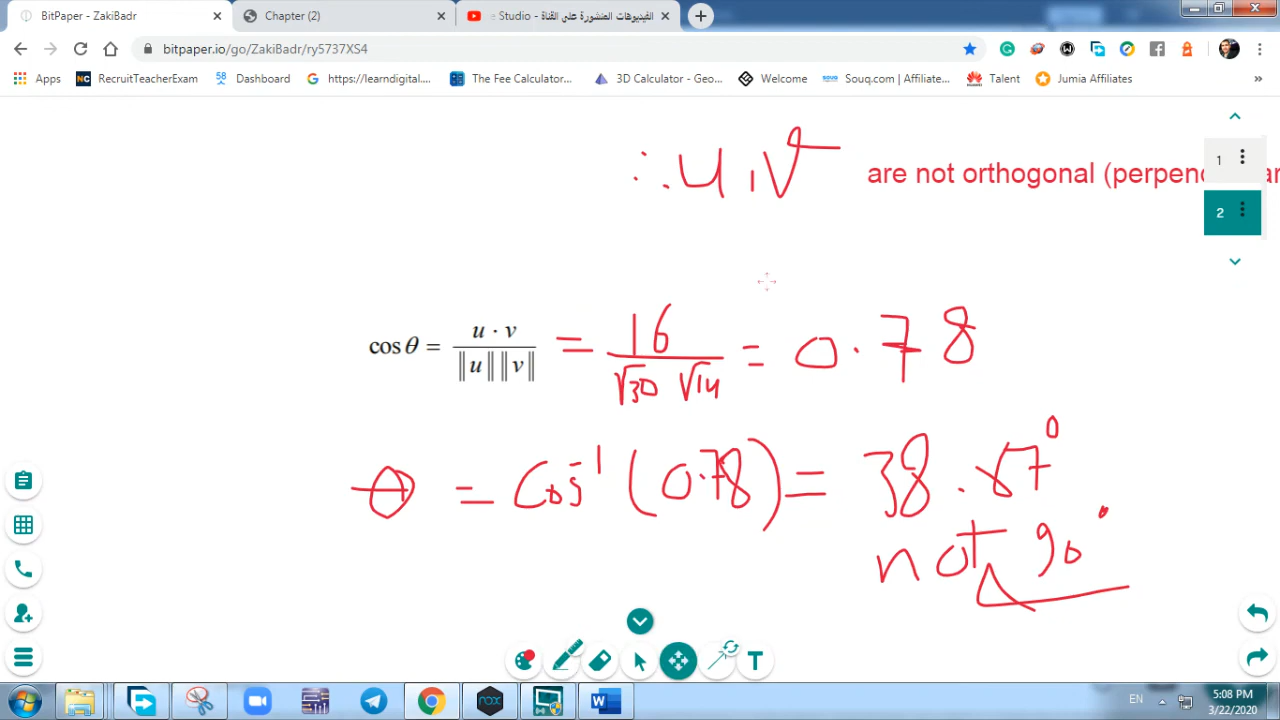 BitPaper - ZakiBadr
Chapter (2)
الفيديوهات المنشورة على القناة - Studio
bitpaper.io/go/ZakiBadr/ry5737XS4
Apps RecruitTeacherExam 58 Dashboard https://learndigital.... The Fee Calculator... 3D Calculator - Geo... Welcome Souq.com | Affiliate... Talent Jumia Affiliates »
∴ u , v are not orthogonal (perpend
1
2
cos θ = u · v / ‖u‖ ‖v‖ = 16 / √30 √14 = 0.78
θ = Cos⁻¹ (0.78) = 38.67°
not 90°
T
EN
5:08 PM
3/22/2020